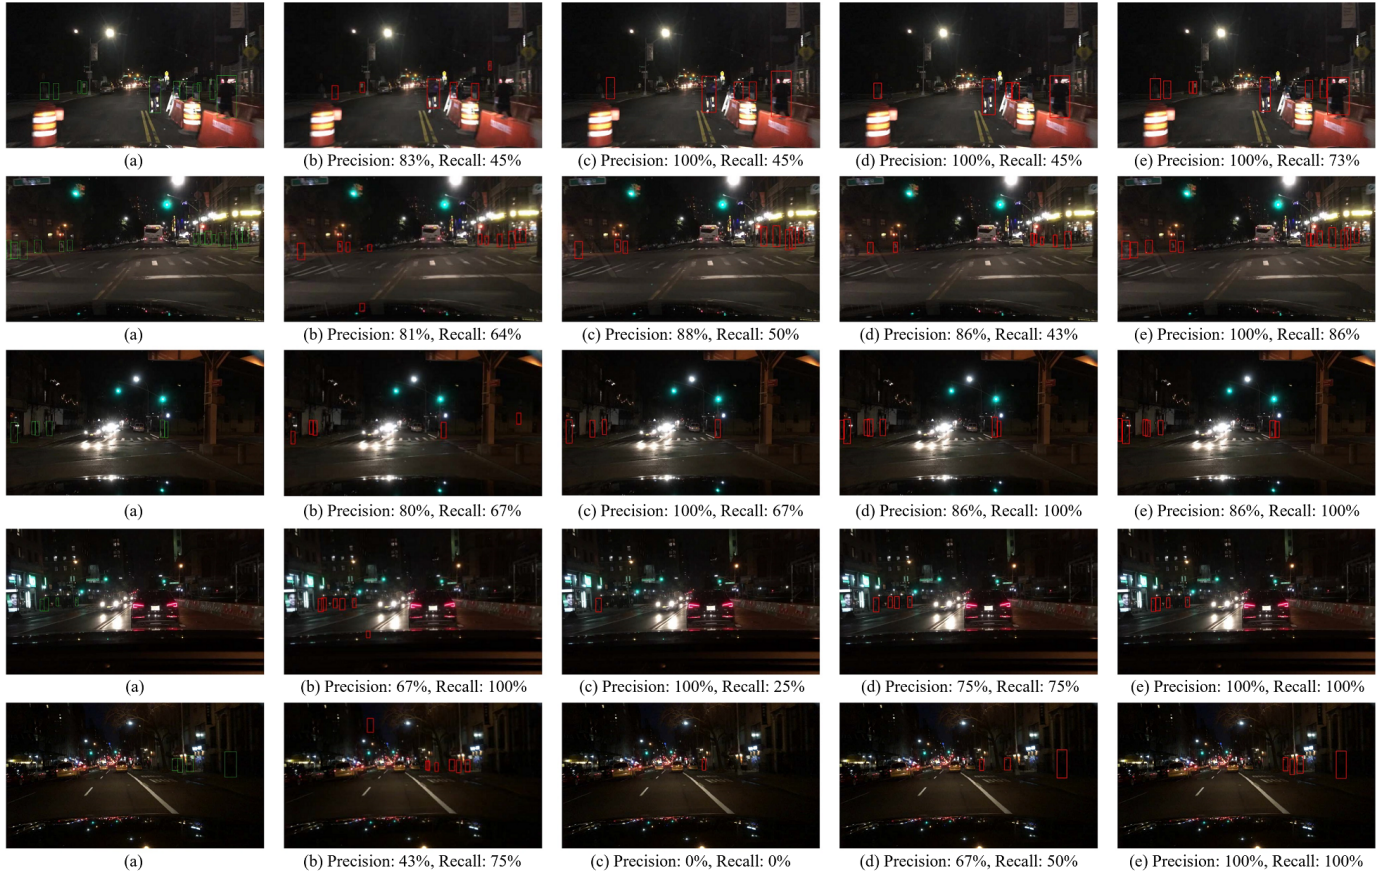 (a) (b) Precision: 83%, Recall: 45% (c) Precision: 100%, Recall: 45% (d) Precision: 100%, Recall: 45% (e) Precision: 100%, Recall: 73%
(a) (b) Precision: 81%, Recall: 64% (c) Precision: 88%, Recall: 50% (d) Precision: 86%, Recall: 43% (e) Precision: 100%, Recall: 86%
(a) (b) Precision: 80%, Recall: 67% (c) Precision: 100%, Recall: 67% (d) Precision: 86%, Recall: 100% (e) Precision: 86%, Recall: 100%
(a) (b) Precision: 67%, Recall: 100% (c) Precision: 100%, Recall: 25% (d) Precision: 75%, Recall: 75% (e) Precision: 100%, Recall: 100%
(a) (b) Precision: 43%, Recall: 75% (c) Precision: 0%, Recall: 0% (d) Precision: 67%, Recall: 50% (e) Precision: 100%, Recall: 100%